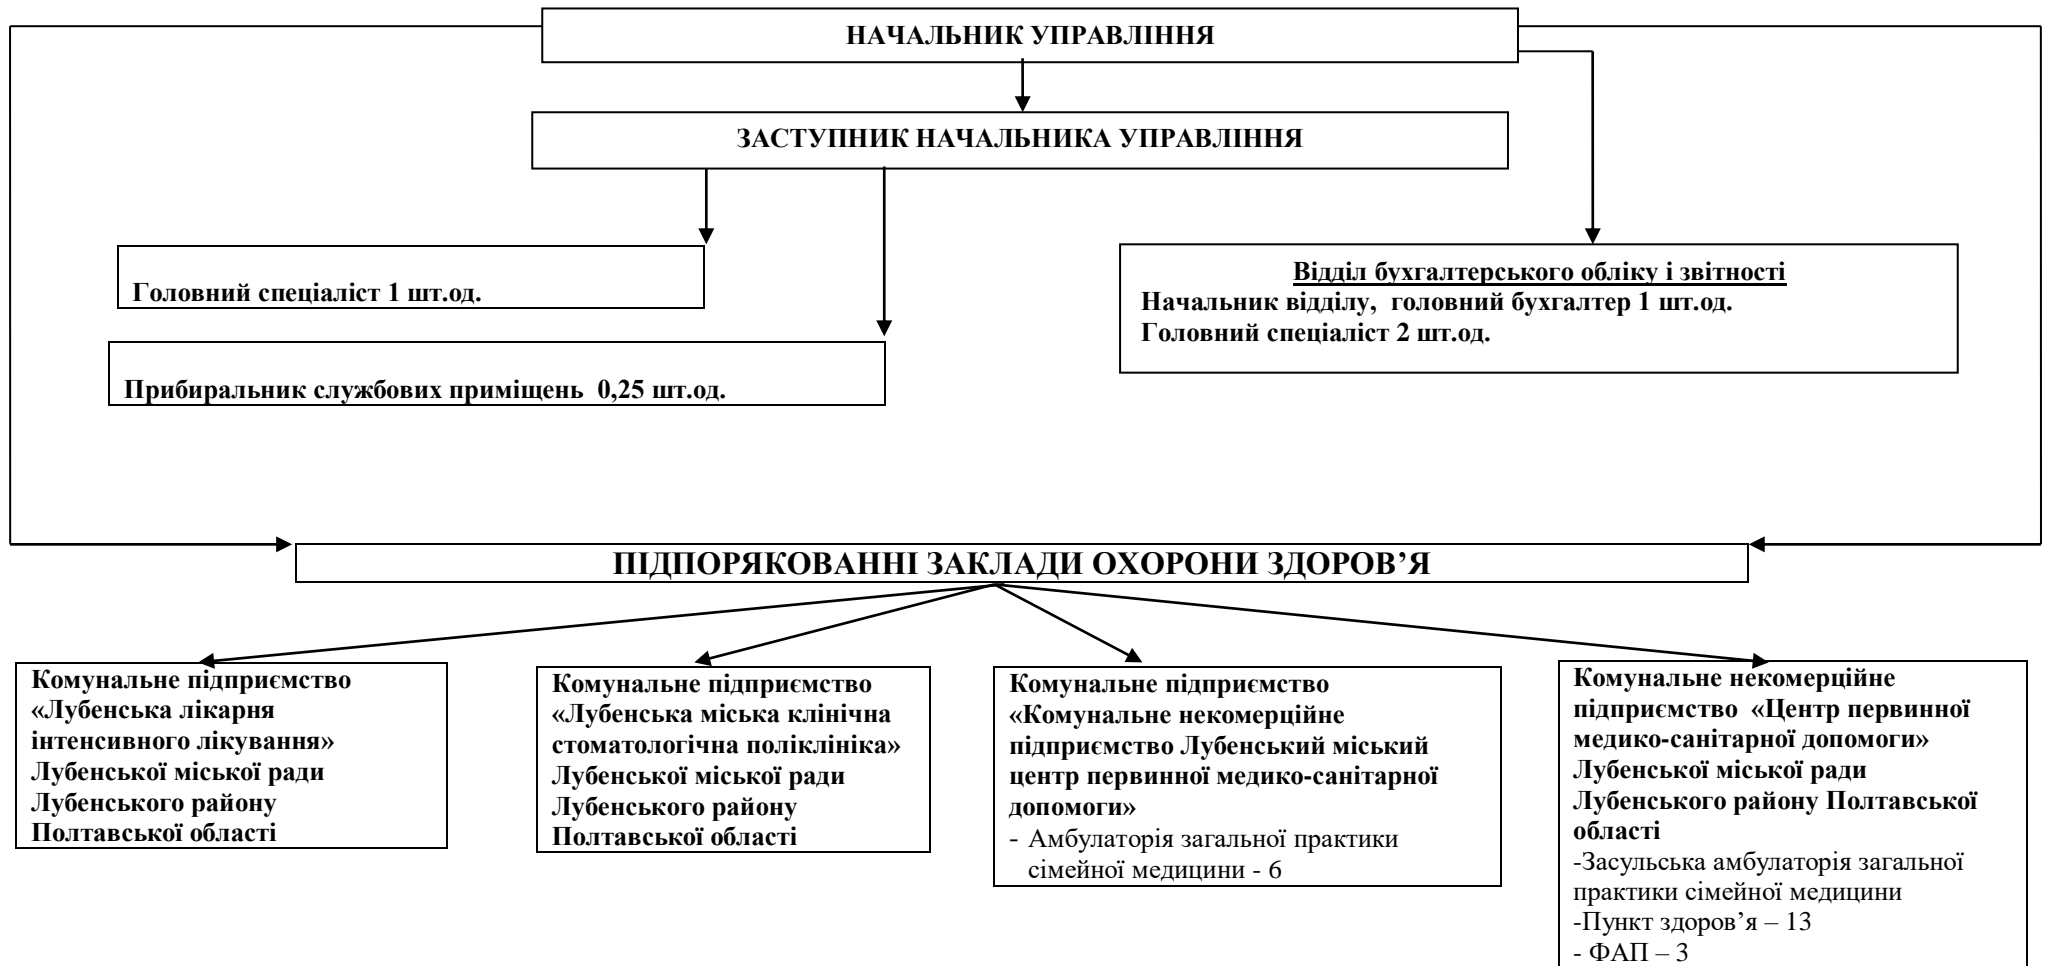 НАЧАЛЬНИК УПРАВЛІННЯ
ЗАСТУПНИК НАЧАЛЬНИКА УПРАВЛІННЯ
Головний спеціаліст 1 шт.од.
Прибиральник службових приміщень 0,25 шт.од.
Відділ бухгалтерського обліку і звітності
Начальник відділу, головний бухгалтер 1 шт.од.
Головний спеціаліст 2 шт.од.
ПІДПОРЯКОВАННІ ЗАКЛАДИ ОХОРОНИ ЗДОРОВ’Я
Комунальне підприємство
«Лубенська лікарня
інтенсивного лікування»
Лубенської міської ради
Лубенського району
Полтавської області
Комунальне підприємство
«Лубенська міська клінічна
стоматологічна поліклініка»
Лубенської міської ради
Лубенського району
Полтавської області
Комунальне підприємство
«Комунальне некомерційне
підприємство Лубенський міський
центр первинної медико-санітарної
допомоги»
- Амбулаторія загальної практики
сімейної медицини - 6
Комунальне некомерційне
підприємство «Центр первинної
медико-санітарної допомоги»
Лубенської міської ради
Лубенського району Полтавської
області
-Засульська амбулаторія загальної
практики сімейної медицини
-Пункт здоров’я – 13
- ФАП – 3